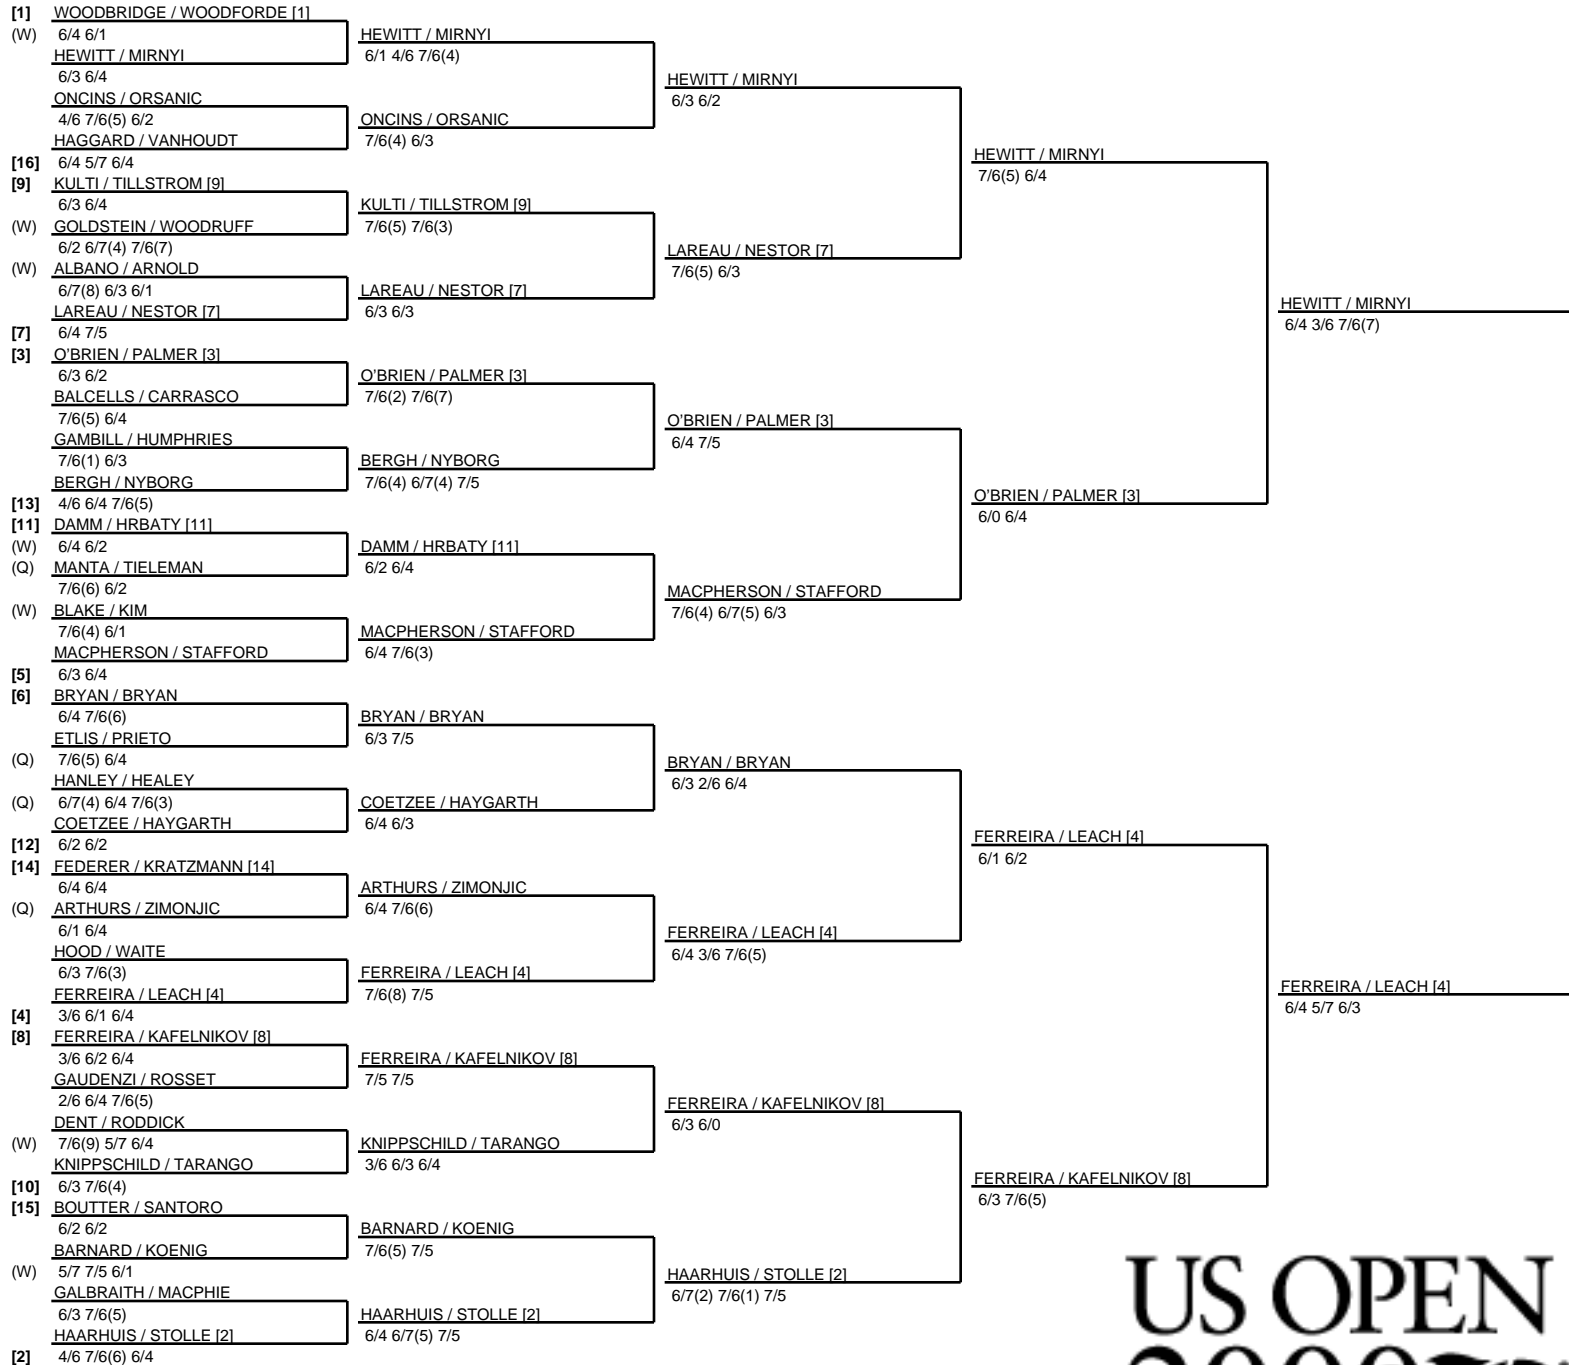 [1] WOODBRIDGE / WOODFORDE [1]
(W) 6/4 6/1
HEWITT / MIRNYI
6/3 6/4
ONCINS / ORSANIC
4/6 7/6(5) 6/2
HAGGARD / VANHOUDT
[16] 6/4 5/7 6/4
[9] KULTI / TILLSTROM [9]
6/3 6/4
(W) GOLDSTEIN / WOODRUFF
6/2 6/7(4) 7/6(7)
(W) ALBANO / ARNOLD
6/7(8) 6/3 6/1
LAREAU / NESTOR [7]
[7] 6/4 7/5
[3] O'BRIEN / PALMER [3]
6/3 6/2
BALCELLS / CARRASCO
7/6(5) 6/4
GAMBILL / HUMPHRIES
7/6(1) 6/3
BERGH / NYBORG
[13] 4/6 6/4 7/6(5)
[11] DAMM / HRBATY [11]
(W) 6/4 6/2
(Q) MANTA / TIELEMAN
7/6(6) 6/2
(W) BLAKE / KIM
7/6(4) 6/1
MACPHERSON / STAFFORD
[5] 6/3 6/4
[6] BRYAN / BRYAN
6/4 7/6(6)
ETLIS / PRIETO
(Q) 7/6(5) 6/4
HANLEY / HEALEY
(Q) 6/7(4) 6/4 7/6(3)
COETZEE / HAYGARTH
[12] 6/2 6/2
[14] FEDERER / KRATZMANN [14]
6/4 6/4
(Q) ARTHURS / ZIMONJIC
6/1 6/4
HOOD / WAITE
6/3 7/6(3)
FERREIRA / LEACH [4]
[4] 3/6 6/1 6/4
[8] FERREIRA / KAFELNIKOV [8]
3/6 6/2 6/4
GAUDENZI / ROSSET
2/6 6/4 7/6(5)
DENT / RODDICK
(W) 7/6(9) 5/7 6/4
KNIPPSCHILD / TARANGO
[10] 6/3 7/6(4)
[15] BOUTTER / SANTORO
6/2 6/2
BARNARD / KOENIG
(W) 5/7 7/5 6/1
GALBRAITH / MACPHIE
6/3 7/6(5)
HAARHUIS / STOLLE [2]
[2] 4/6 7/6(6) 6/4
HEWITT / MIRNYI
6/1 4/6 7/6(4)
ONCINS / ORSANIC
7/6(4) 6/3
KULTI / TILLSTROM [9]
7/6(5) 7/6(3)
LAREAU / NESTOR [7]
6/3 6/3
O'BRIEN / PALMER [3]
7/6(2) 7/6(7)
BERGH / NYBORG
7/6(4) 6/7(4) 7/5
DAMM / HRBATY [11]
6/2 6/4
MACPHERSON / STAFFORD
6/4 7/6(3)
BRYAN / BRYAN
6/3 7/5
COETZEE / HAYGARTH
6/4 6/3
ARTHURS / ZIMONJIC
6/4 7/6(6)
FERREIRA / LEACH [4]
7/6(8) 7/5
FERREIRA / KAFELNIKOV [8]
7/5 7/5
KNIPPSCHILD / TARANGO
3/6 6/3 6/4
BARNARD / KOENIG
7/6(5) 7/5
HAARHUIS / STOLLE [2]
6/4 6/7(5) 7/5
HEWITT / MIRNYI
6/3 6/2
LAREAU / NESTOR [7]
7/6(5) 6/3
O'BRIEN / PALMER [3]
6/4 7/5
MACPHERSON / STAFFORD
7/6(4) 6/7(5) 6/3
BRYAN / BRYAN
6/3 2/6 6/4
FERREIRA / LEACH [4]
6/4 3/6 7/6(5)
FERREIRA / KAFELNIKOV [8]
6/3 6/0
HAARHUIS / STOLLE [2]
6/7(2) 7/6(1) 7/5
HEWITT / MIRNYI
7/6(5) 6/4
O'BRIEN / PALMER [3]
6/0 6/4
FERREIRA / LEACH [4]
6/1 6/2
FERREIRA / KAFELNIKOV [8]
6/3 7/6(5)
HEWITT / MIRNYI
6/4 3/6 7/6(7)
FERREIRA / LEACH [4]
6/4 5/7 6/3
US OPEN